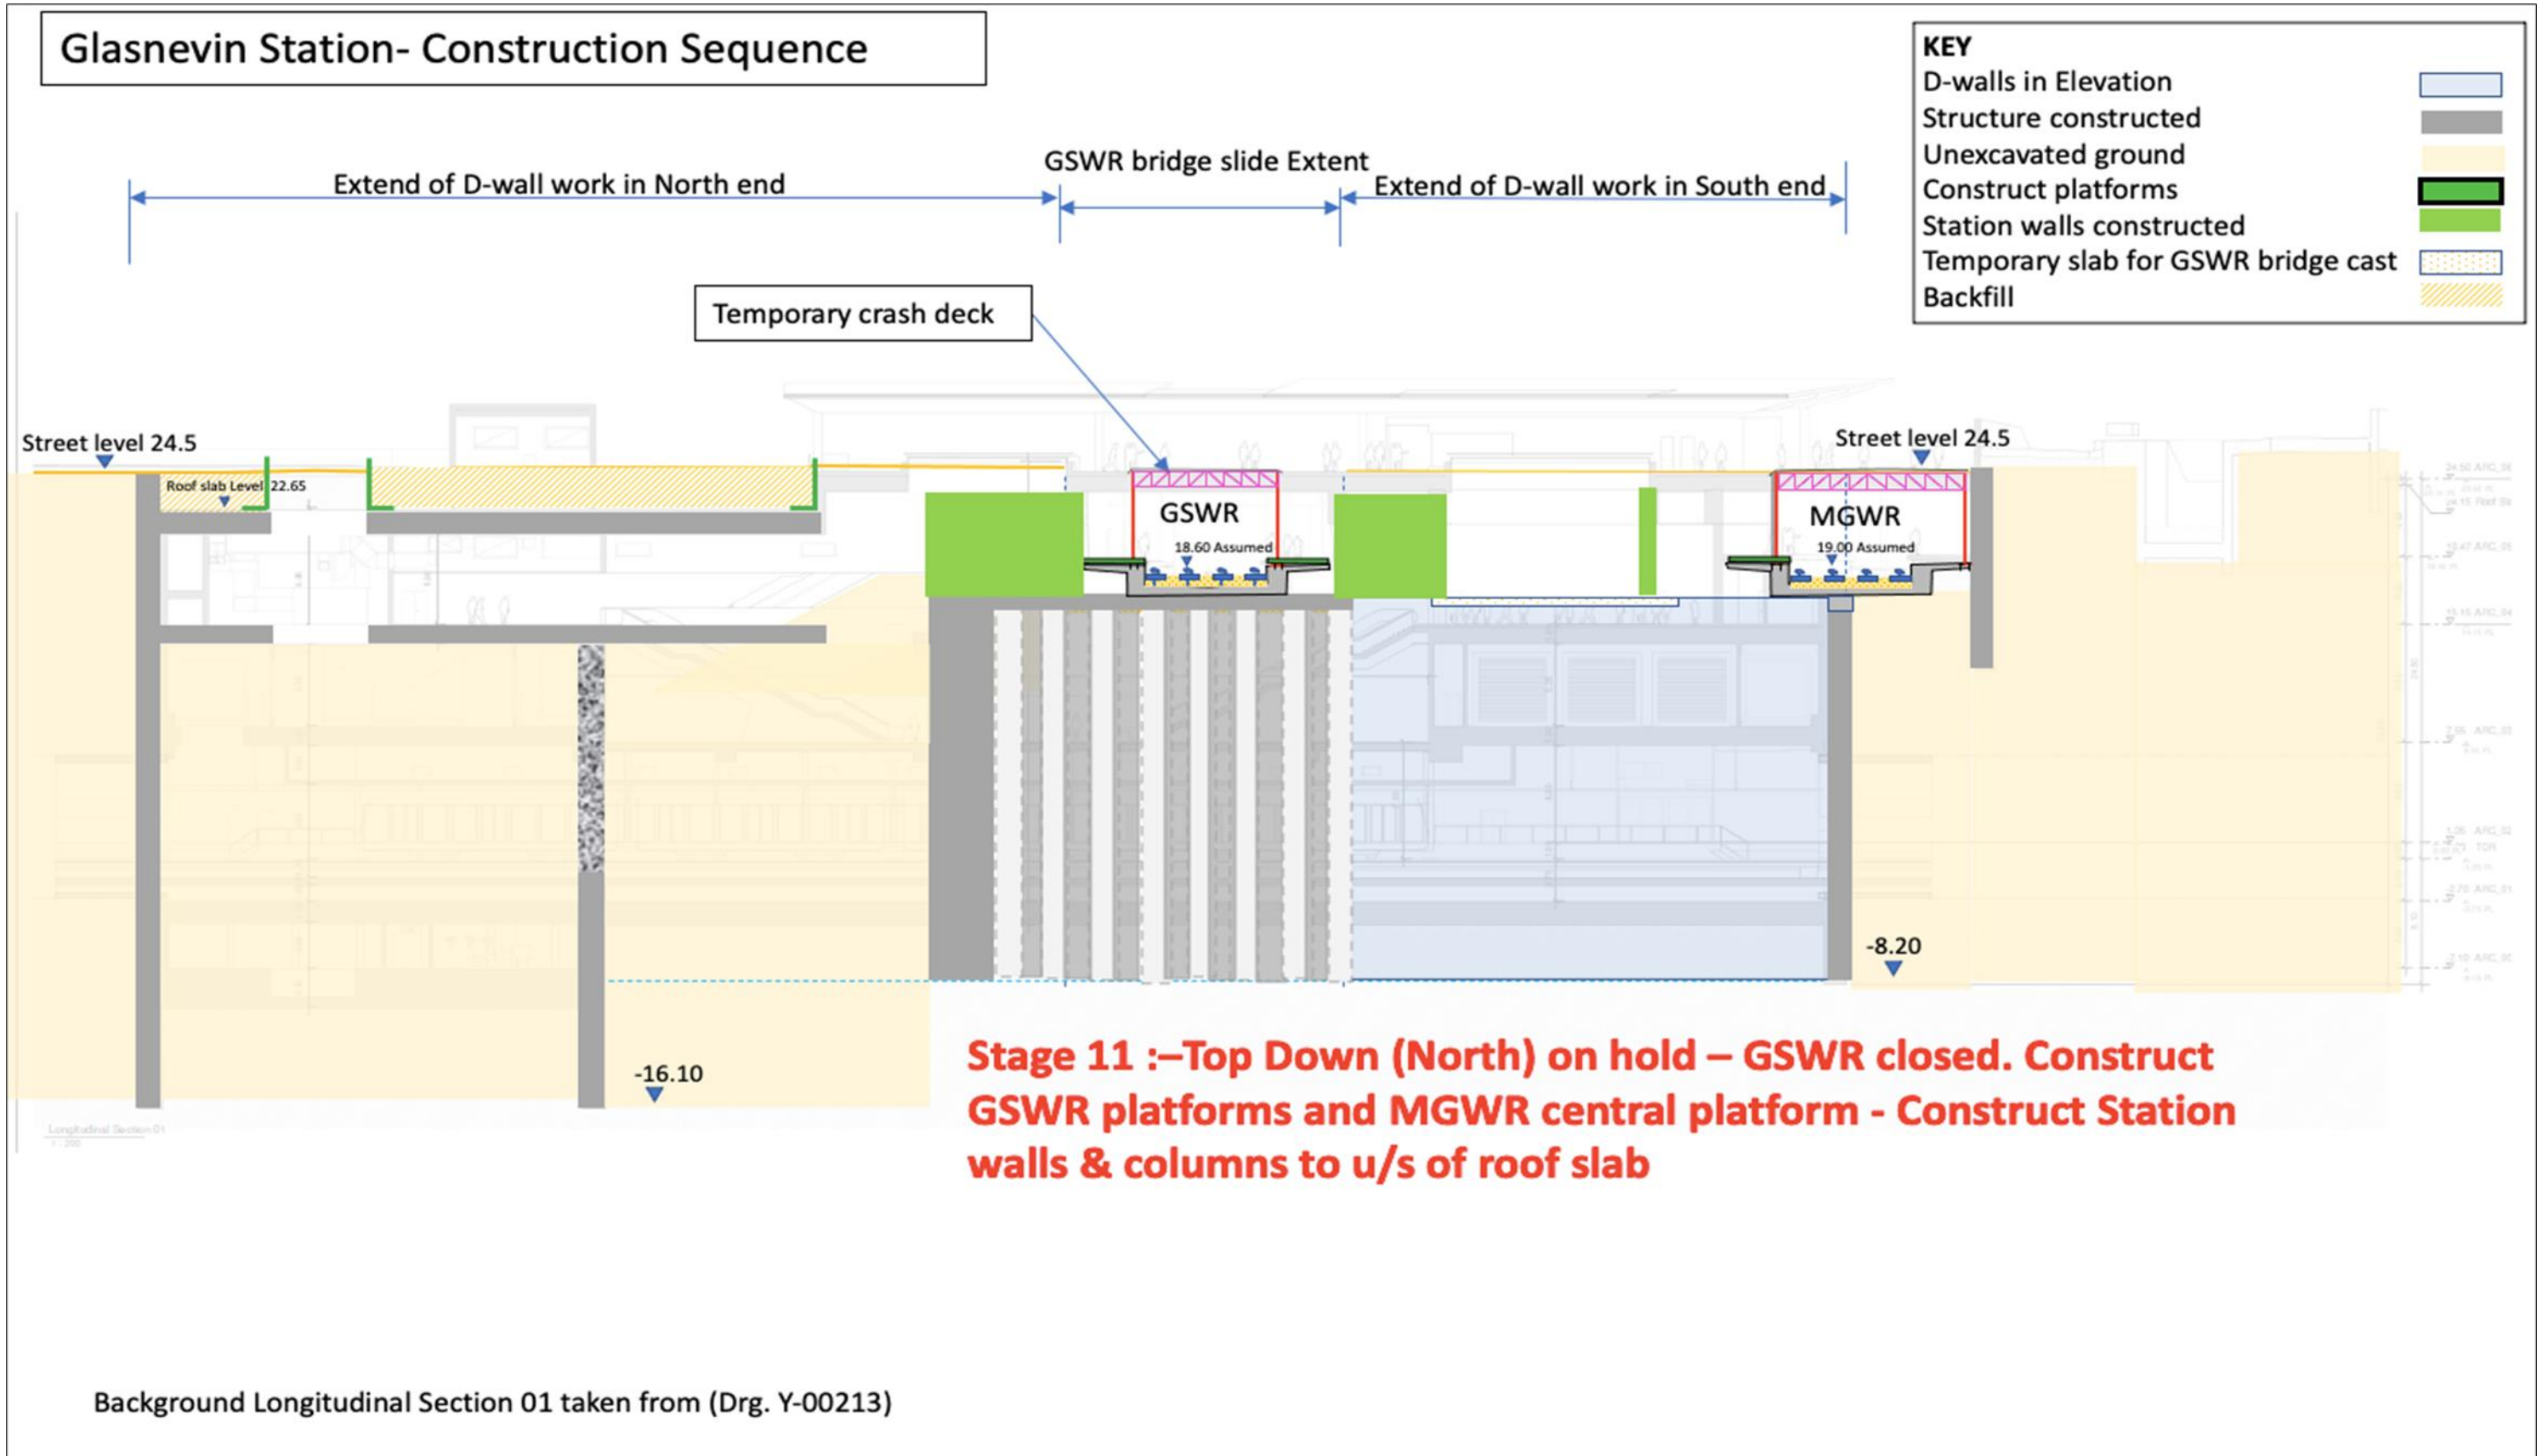 Glasnevin Station- Construction Sequence
KEY
D-walls in Elevation
Structure constructed
Unexcavated ground
Construct platforms
Station walls constructed
Temporary slab for GSWR bridge cast
Backfill
Extend of D-wall work in North end
GSWR bridge slide Extent
Extend of D-wall work in South end
Temporary crash deck
Street level 24.5
Street level 24.5
Roof slab Level 22.65
GSWR
18.60 Assumed
MGWR
19.00 Assumed
-8.20
-16.10
Stage 11 :–Top Down (North) on hold – GSWR closed. Construct
GSWR platforms and MGWR central platform - Construct Station
walls & columns to u/s of roof slab
Longitudinal Section 01
1 : 200
Background Longitudinal Section 01 taken from (Drg. Y-00213)